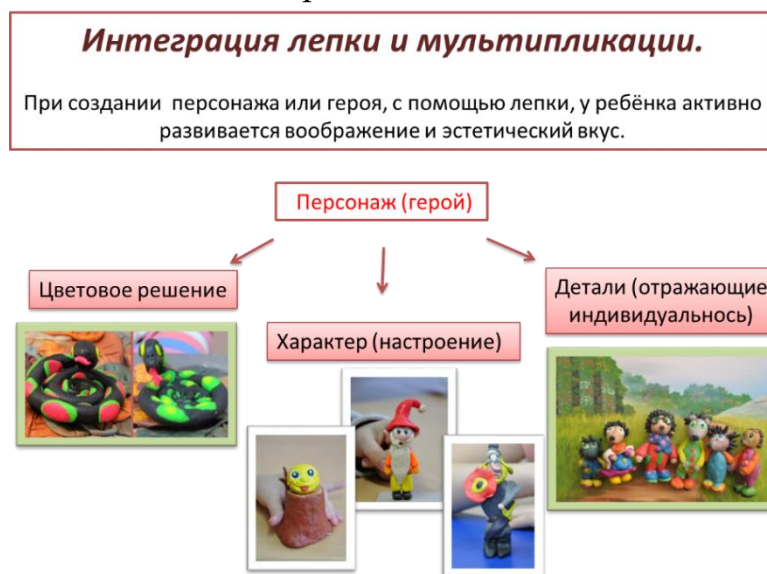 Интеграция лепки и мультипликации.
При создании персонажа или героя, с помощью лепки, у ребёнка активно
развивается воображение и эстетический вкус.
Персонаж (герой)
Цветовое решение
Характер (настроение)
Детали (отражающие
индивидуальнось)